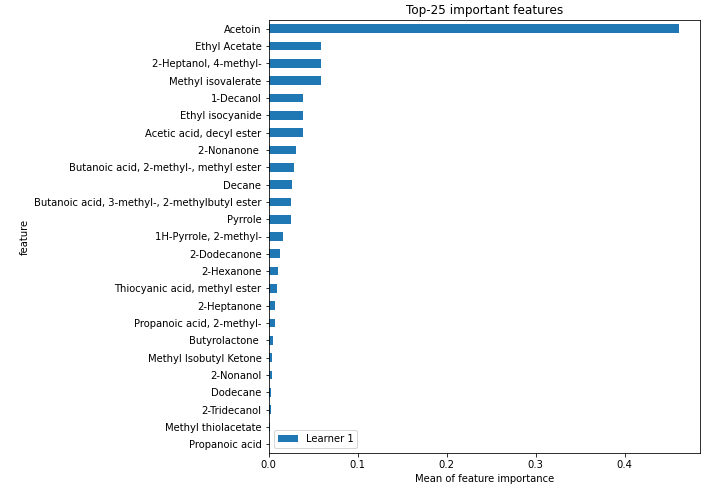 Top-25 important features
Acetoin
Ethyl Acetate
2-Heptanol, 4-methyl-
Methyl isovalerate
1-Decanol
Ethyl isocyanide
Acetic acid, decyl ester
2-Nonanone
Butanoic acid, 2-methyl-, methyl ester
Decane
Butanoic acid, 3-methyl-, 2-methylbutyl ester
Pyrrole
1H-Pyrrole, 2-methyl-
2-Dodecanone
2-Hexanone
Thiocyanic acid, methyl ester
2-Heptanone
Propanoic acid, 2-methyl-
Butyrolactone
Methyl Isobutyl Ketone
2-Nonanol
Dodecane
2-Tridecanol
Methyl thiolacetate
Propanoic acid
feature
Learner 1
0.0 0.1 0.2 0.3 0.4
Mean of feature importance